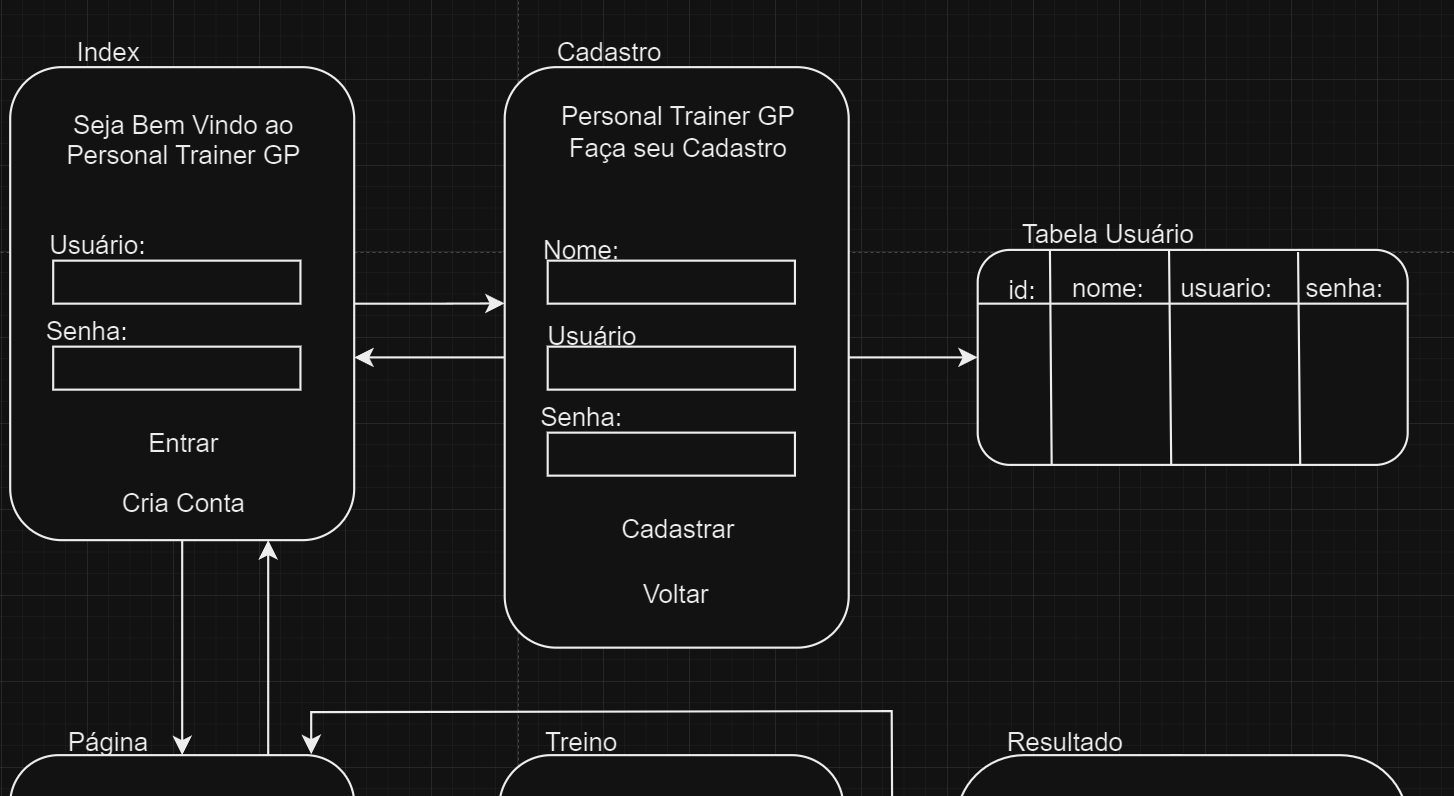 Index
Seja Bem Vindo ao
Personal Trainer GP
Usuário:
Senha:
Entrar
Cria Conta
Cadastro
Personal Trainer GP
Faça seu Cadastro
Nome:
Usuário
Senha:
Cadastrar
Voltar
Tabela Usuário
id: nome: usuario: senha:
Página
Treino
Resultado